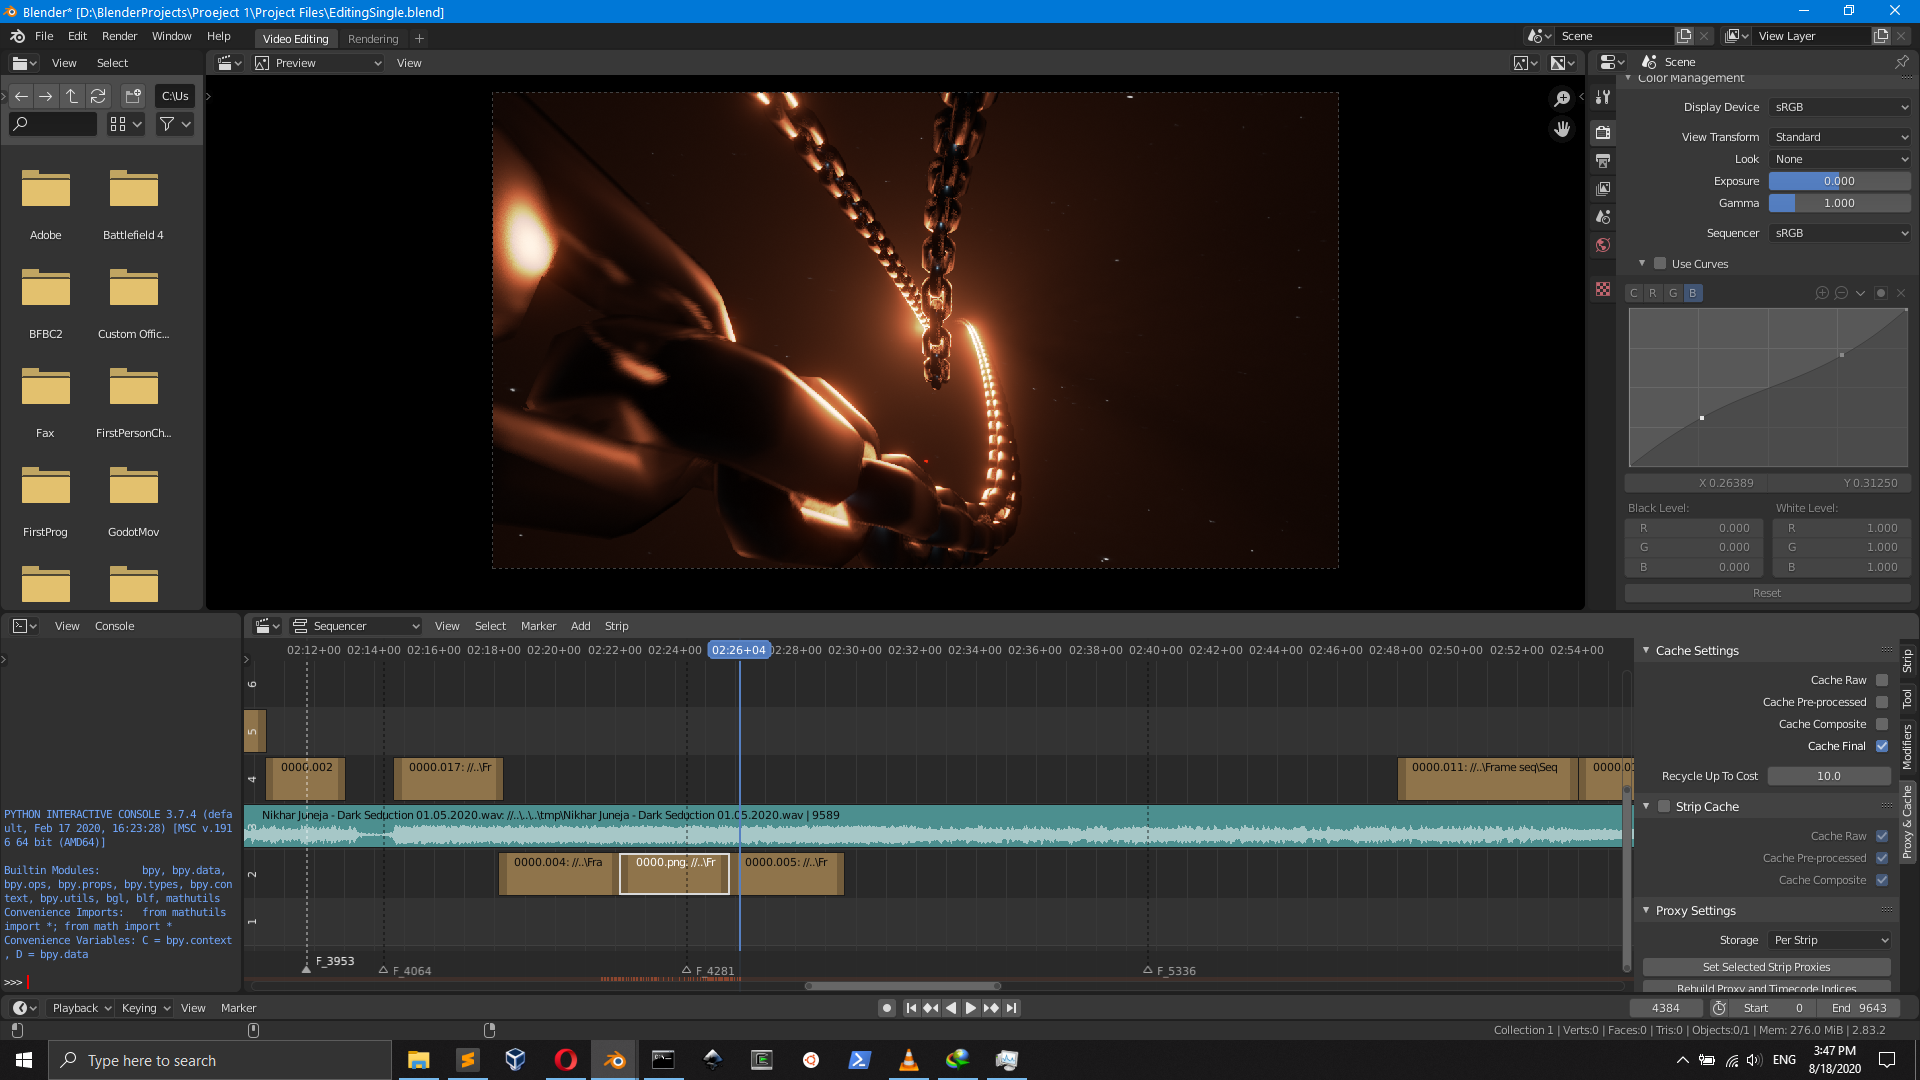 Blender* [D:\BlenderProjects\Proeject 1\Project Files\EditingSingle.blend]
File Edit Render Window Help Video Editing Rendering + Scene View Layer
View Select Preview View Scene
C:\Us
Adobe Battlefield 4
BFBC2 Custom Offic...
Fax FirstPersonCh...
FirstProg GodotMov
Color Management
Display Device sRGB
View Transform Standard
Look None
Exposure 0.000
Gamma 1.000
Sequencer sRGB
Use Curves
C R G B
X 0.26389 Y 0.31250
Black Level: White Level:
R 0.000 R 1.000
G 0.000 G 1.000
B 0.000 B 1.000
Reset
View Console
PYTHON INTERACTIVE CONSOLE 3.7.4 (defa
ult, Feb 17 2020, 16:23:28) [MSC v.191
6 64 bit (AMD64)]
Builtin Modules: bpy, bpy.data,
bpy.ops, bpy.props, bpy.types, bpy.con
text, bpy.utils, bgl, blf, mathutils
Convenience Imports: from mathutils
import *; from math import *
Convenience Variables: C = bpy.context
, D = bpy.data
>>>
Sequencer View Select Marker Add Strip
02:12+00 02:14+00 02:16+00 02:18+00 02:20+00 02:22+00 02:24+00 02:26+04 02:28+00 02:30+00 02:32+00 02:34+00 02:36+00 02:38+00 02:40+00 02:42+00 02:44+00 02:46+00 02:48+00 02:50+00 02:52+00 02:54+00
6
5
4 0000.002 0000.017: //..\Fr 0000.011: //..\Frame seq\Seq 0000.01
3 Nikhar Juneja - Dark Seduction 01.05.2020.wav: //..\..\..\tmp\Nikhar Juneja - Dark Seduction 01.05.2020.wav | 9589
2 0000.004: //..\Fra 0000.png: //..\Fr 0000.005: //..\Fr
1
F_3953 F_4064 F_4281 F_5336
Cache Settings
Cache Raw
Cache Pre-processed
Cache Composite
Cache Final
Recycle Up To Cost 10.0
Strip Cache
Cache Raw
Cache Pre-processed
Cache Composite
Proxy Settings
Storage Per Strip
Set Selected Strip Proxies
Rebuild Proxy and Timecode Indices
Strip
Tool
Modifiers
Proxy & Cache
Playback Keying View Marker 4384 Start 0 End 9643
Collection 1 | Verts:0 | Faces:0 | Tris:0 | Objects:0/1 | Mem: 276.0 MiB | 2.83.2
Type here to search ENG 3:47 PM
8/18/2020